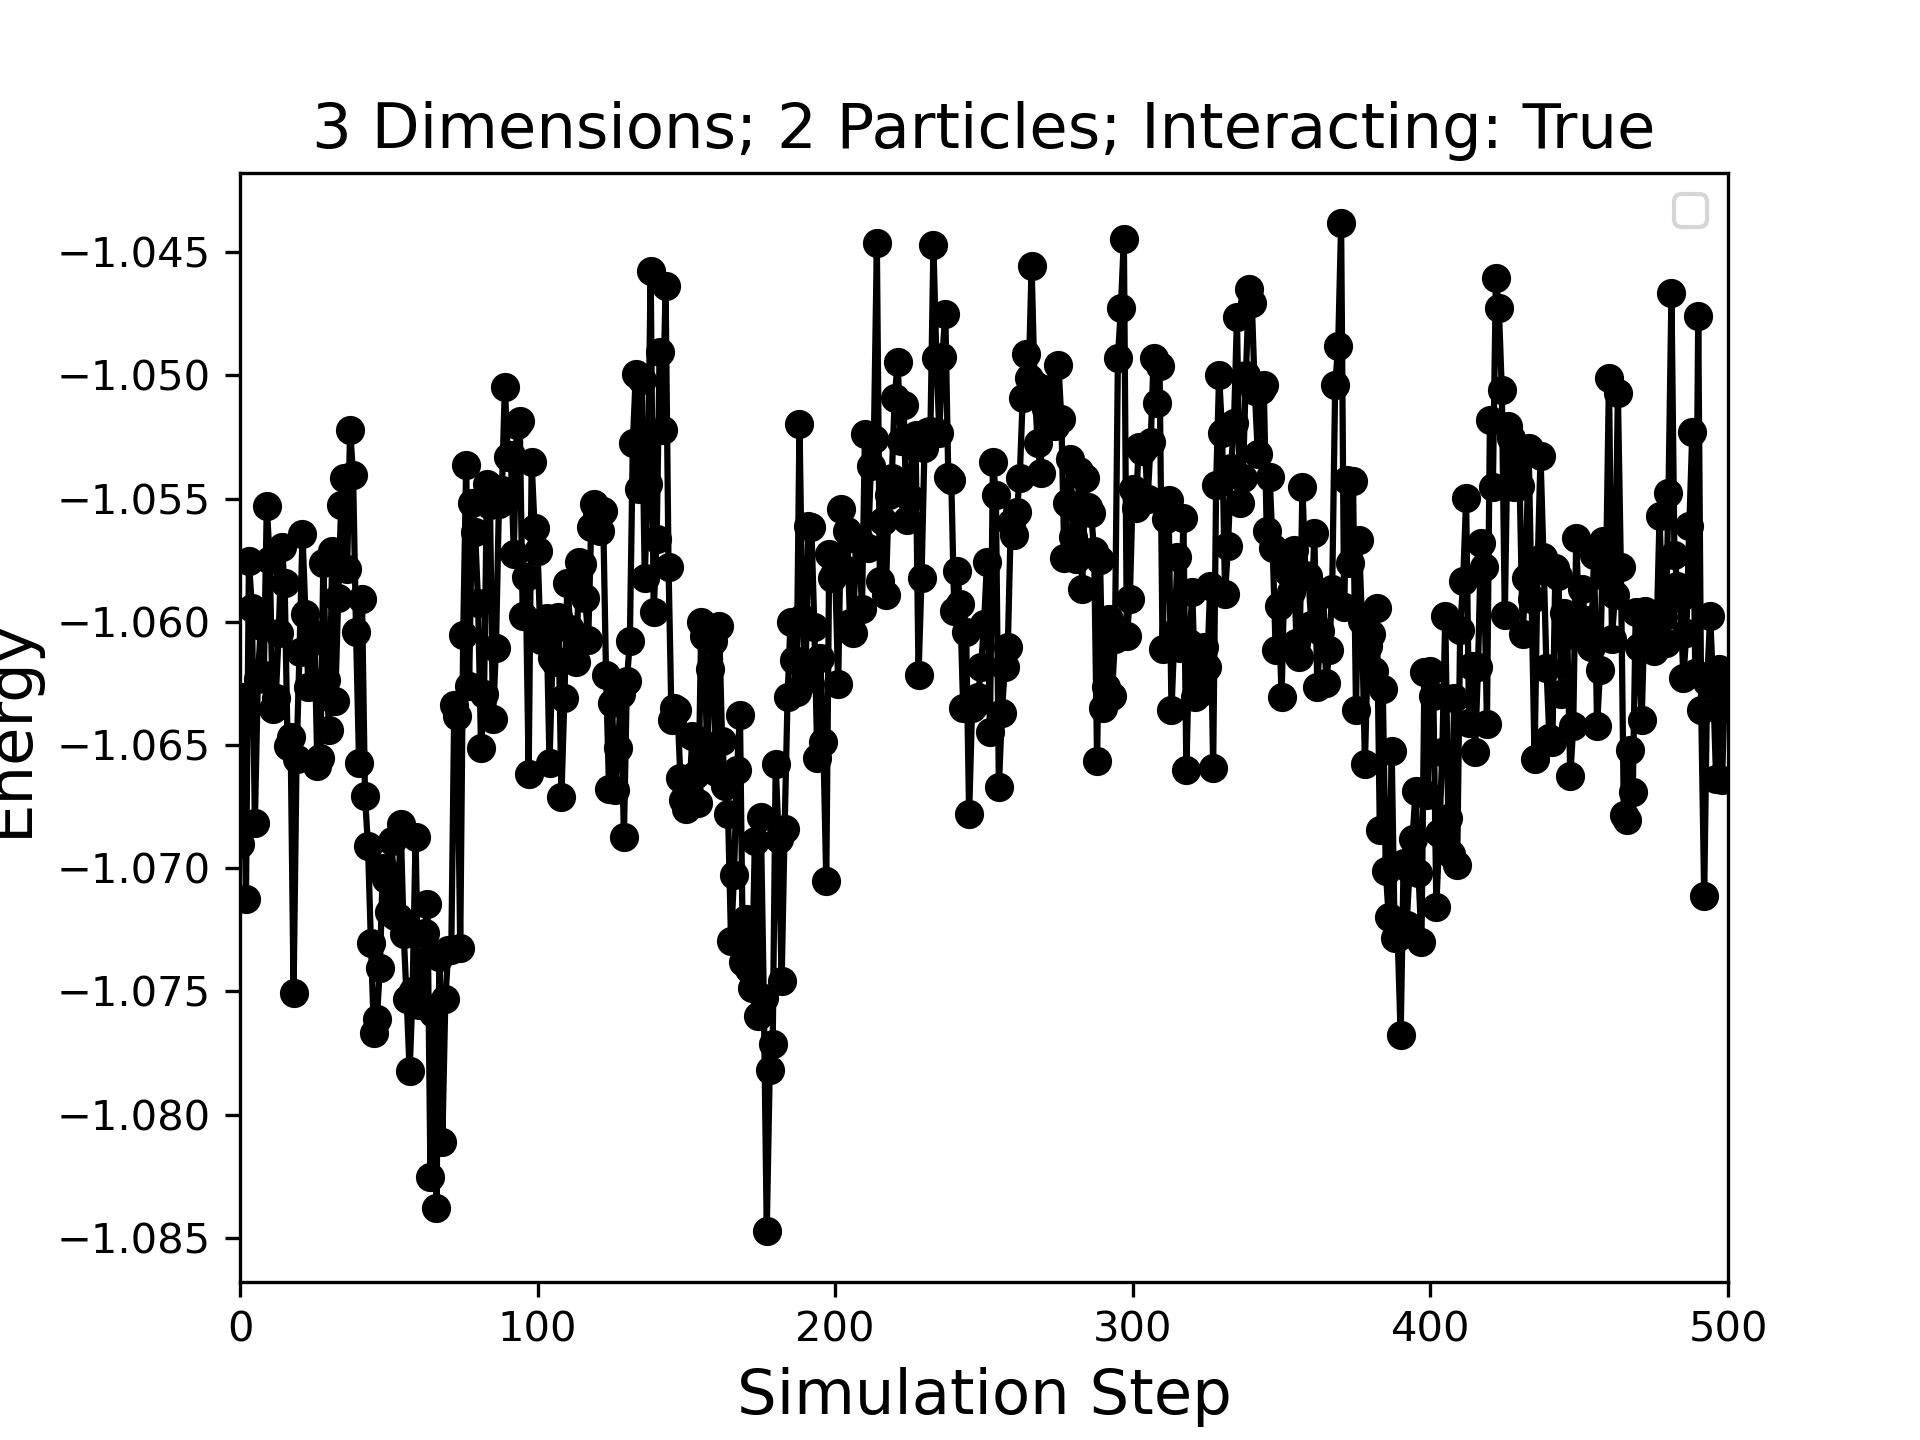 3 Dimensions; 2 Particles; Interacting: True
−1.045
−1.050
−1.055
−1.060
−1.065
−1.070
−1.075
−1.080
−1.085
Energy
0 100 200 300 400 500
Simulation Step